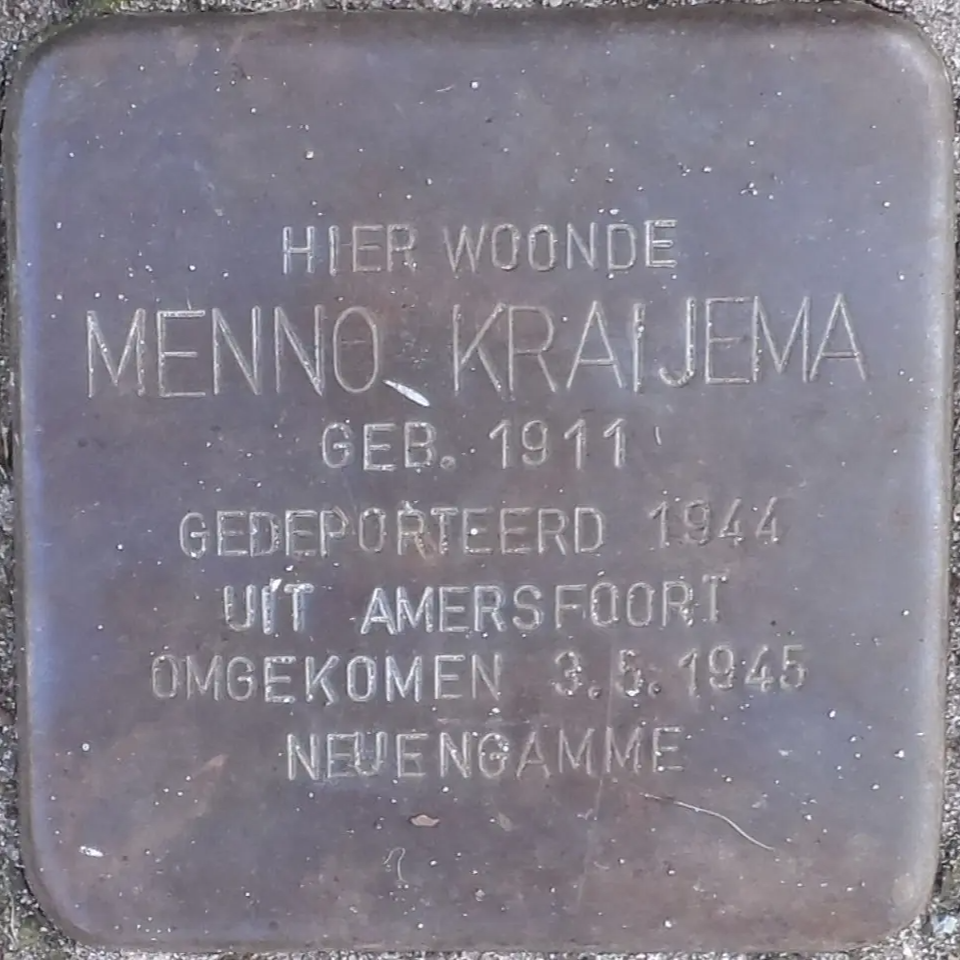 HIER WOONDE
MENNO KRAIJEMA
GEB. 1911
GEDEPORTEERD 1944
UIT AMERSFOORT
OMGEKOMEN 3.5.1945
NEUENGAMME